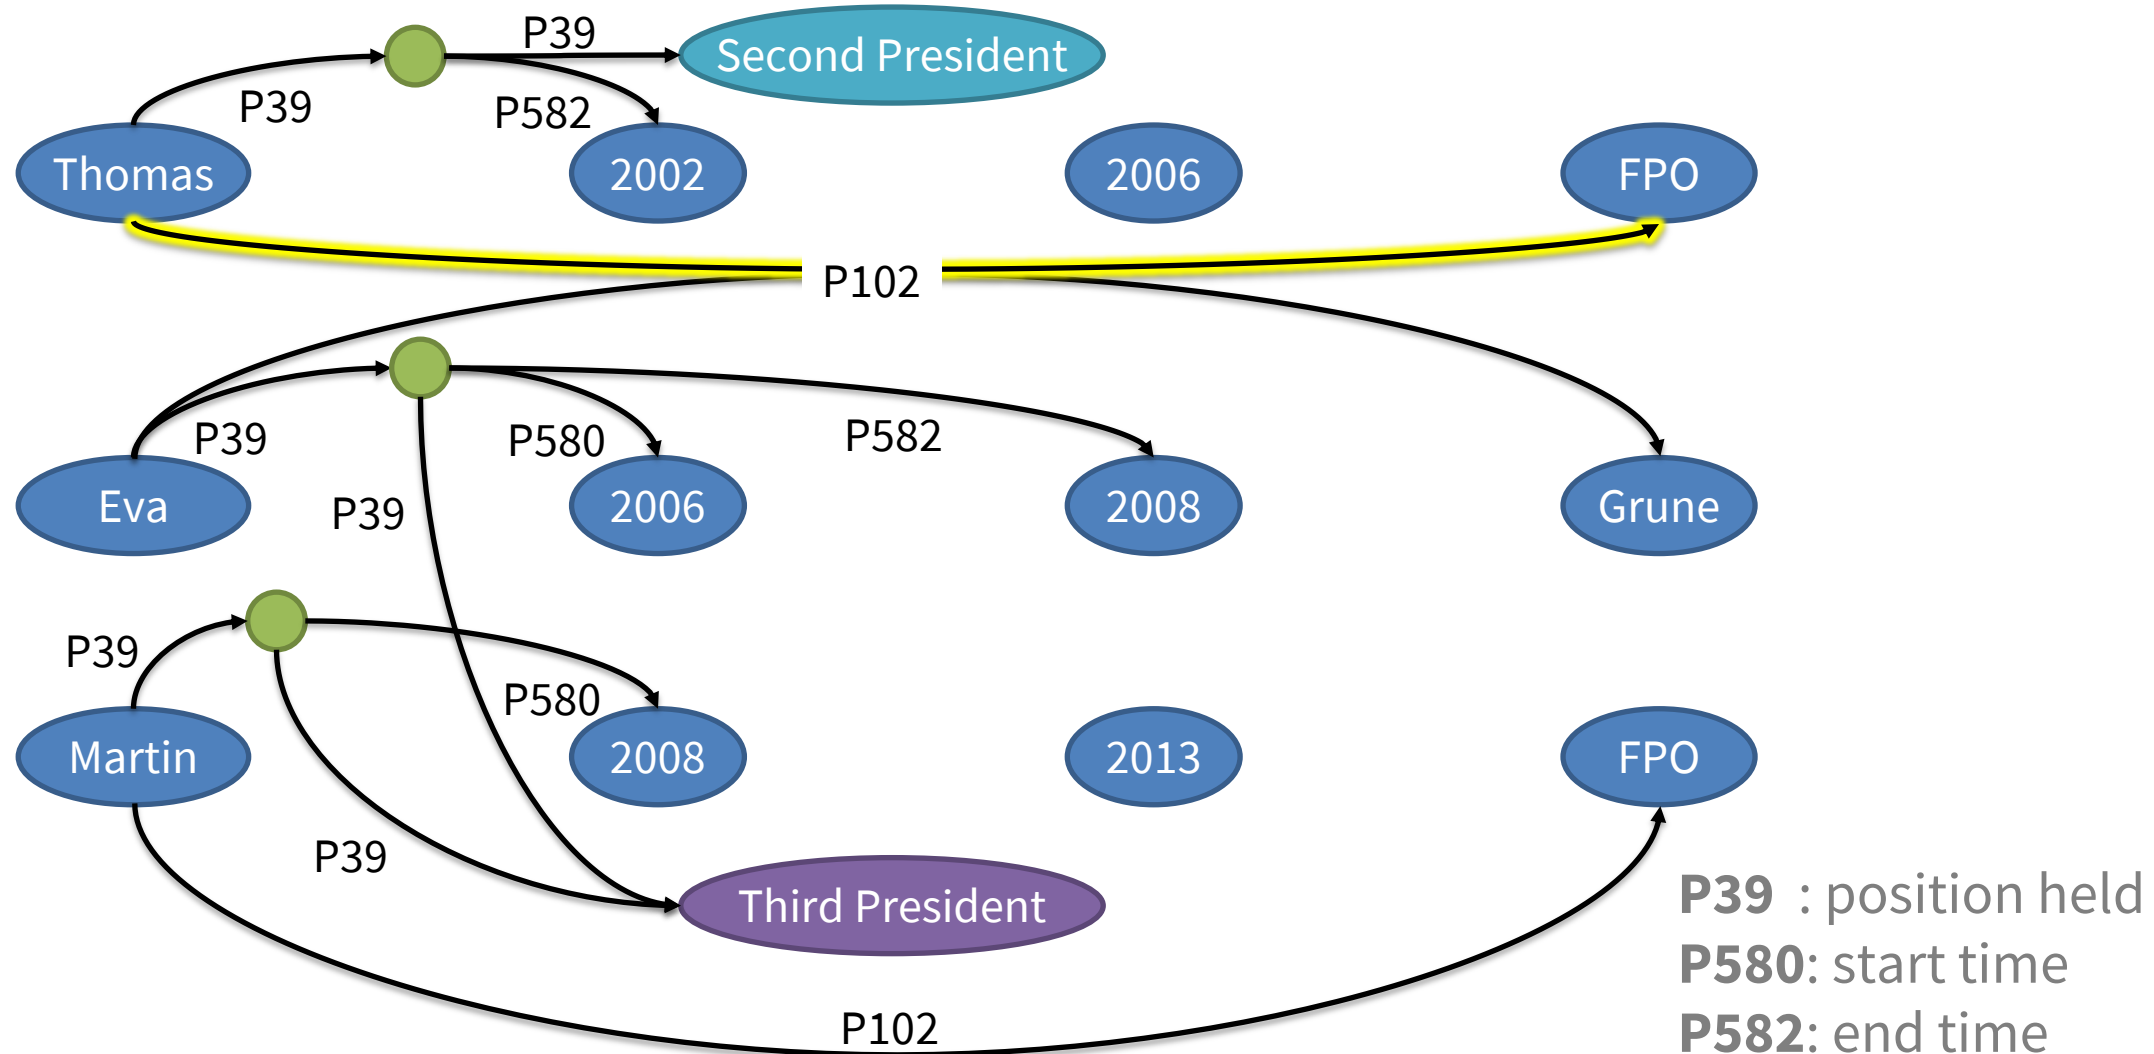 P39
Second President
P39
P582
Thomas
2002
2006
FPO
P102
P39
P580
P582
Eva
P39
2006
2008
Grune
P39
P580
Martin
2008
2013
FPO
P39
Third President
P39 : position held
P580: start time
P102
P582: end time